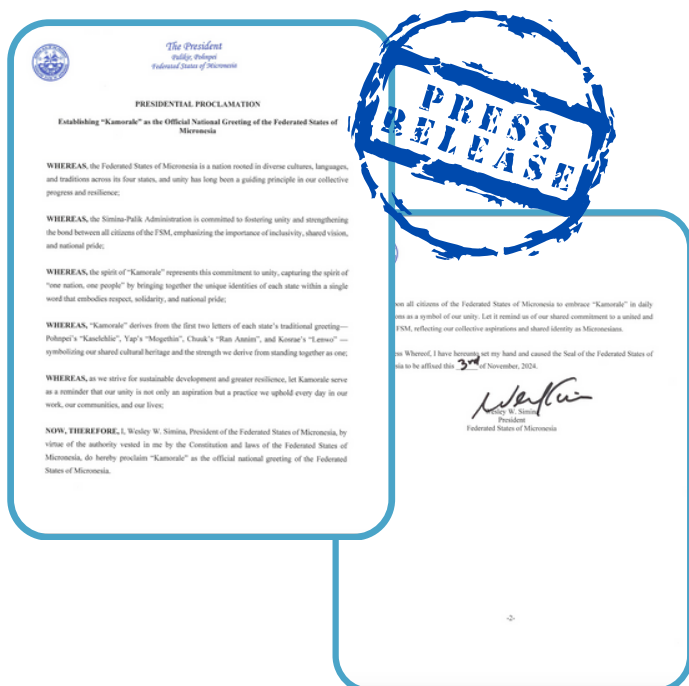 The President
Palikir, Pohnpei
Federated States of Micronesia
PRESIDENTIAL PROCLAMATION
Establishing “Kamorale” as the Official National Greeting of the Federated States of
Micronesia
WHEREAS, the Federated States of Micronesia is a nation rooted in diverse cultures, languages,
and traditions across its four states, and unity has long been a guiding principle in our collective
progress and resilience;
WHEREAS, the Simina-Palik Administration is committed to fostering unity and strengthening
the bond between all citizens of the FSM, emphasizing the importance of inclusivity, shared vision,
and national pride;
WHEREAS, the spirit of “Kamorale” represents this commitment to unity, capturing the spirit of
“one nation, one people” by bringing together the unique identities of each state within a single
word that embodies respect, solidarity, and national pride;
WHEREAS, “Kamorale” derives from the first two letters of each state’s traditional greeting—
Pohnpei’s “Kaselehlie”, Yap’s “Mogethin”, Chuuk’s “Ran Annim”, and Kosrae’s “Lenwo” —
symbolizing our shared cultural heritage and the strength we derive from standing together as one;
WHEREAS, as we strive for sustainable development and greater resilience, let Kamorale serve
as a reminder that our unity is not only an aspiration but a practice we uphold every day in our
work, our communities, and our lives;
NOW, THEREFORE, I, Wesley W. Simina, President of the Federated States of Micronesia, by
virtue of the authority vested in me by the Constitution and laws of the Federated States of
Micronesia, do hereby proclaim “Kamorale” as the official national greeting of the Federated
States of Micronesia.
PRESS
RELEASE
all citizens of the Federated States of Micronesia to embrace “Kamorale” in daily
as a symbol of our unity. Let it remind us of our shared commitment to a united and
FSM, reflecting our collective aspirations and shared identity as Micronesians.
Whereof, I have hereunto set my hand and caused the Seal of the Federated States of
to be affixed this 3rd of November, 2024.
Wesley W. Simina
President
Federated States of Micronesia
-2-